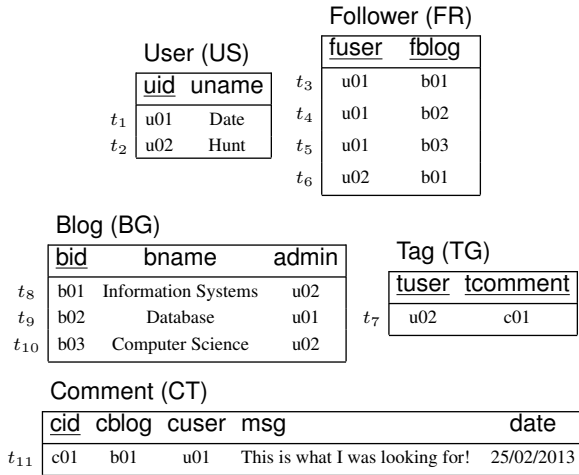 User (US)
uid uname
t1 u01 Date
t2 u02 Hunt
Follower (FR)
fuser fblog
t3 u01 b01
t4 u01 b02
t5 u01 b03
t6 u02 b01
Blog (BG)
bid bname admin
t8 b01 Information Systems u02
t9 b02 Database u01
t10 b03 Computer Science u02
Tag (TG)
tuser tcomment
t7 u02 c01
Comment (CT)
cid cblog cuser msg date
t11 c01 b01 u01 This is what I was looking for! 25/02/2013